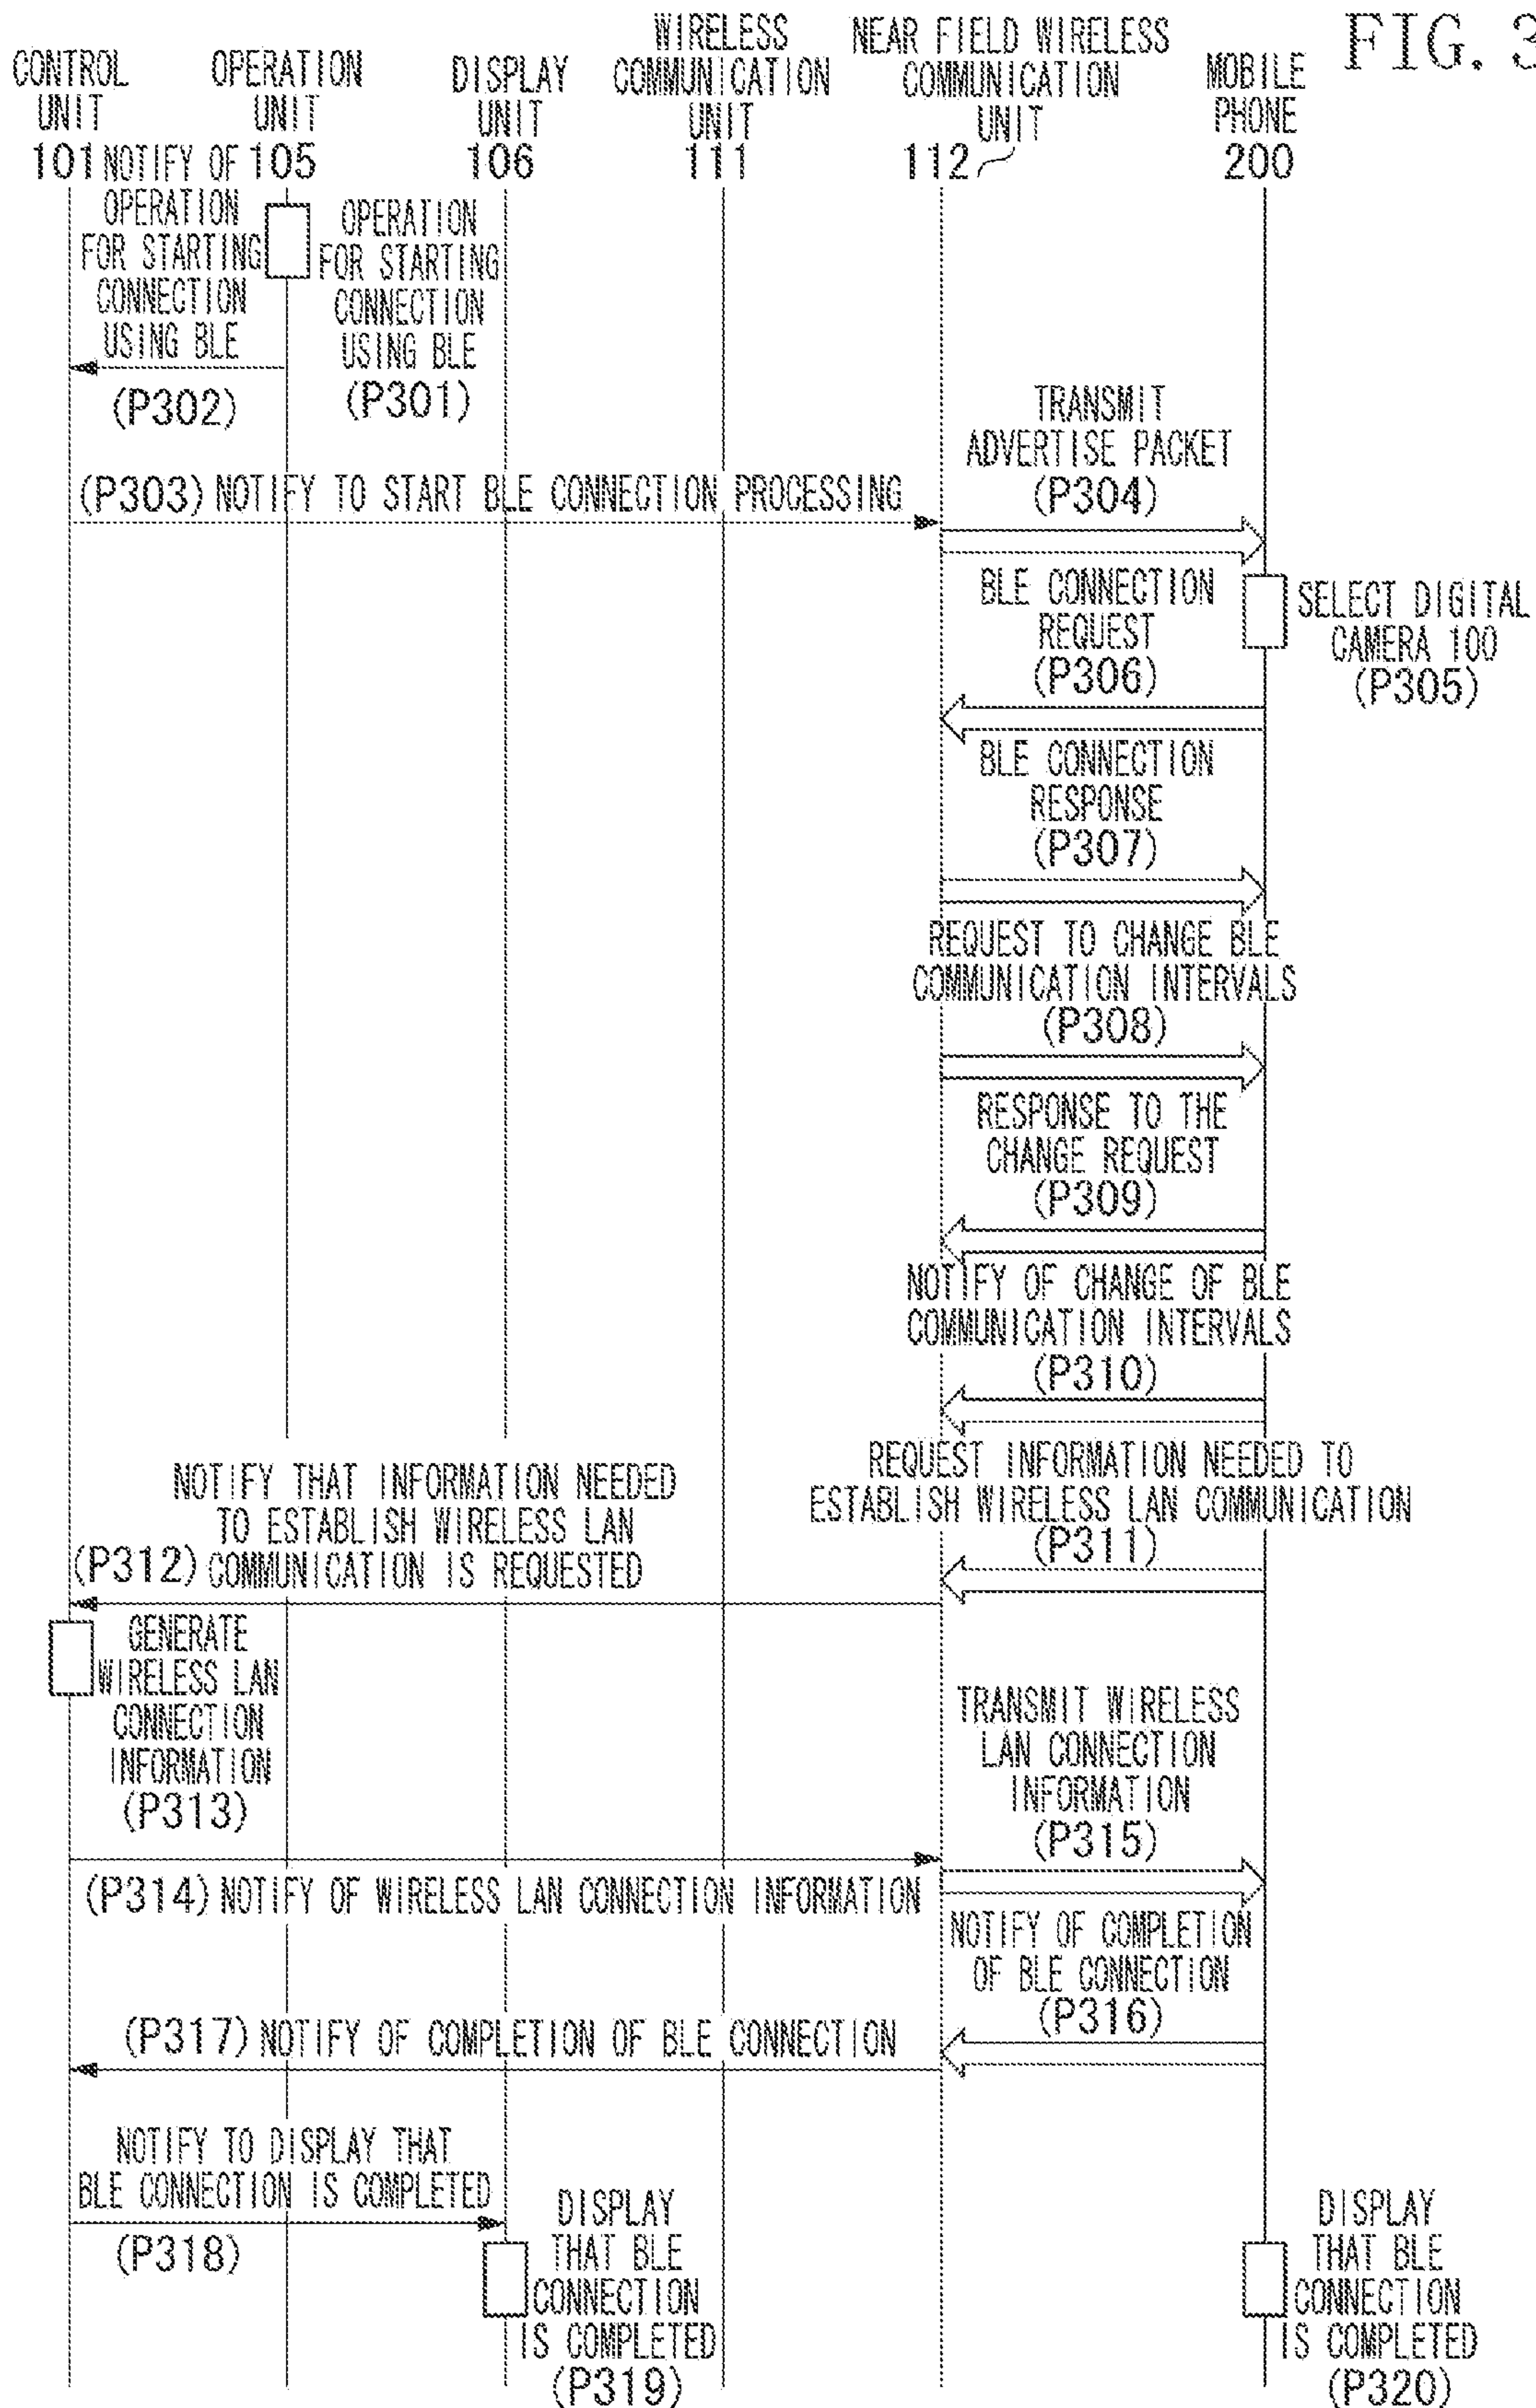 FIG. 3
CONTROL
UNIT
101
OPERATION
UNIT
105
DISPLAY
UNIT
106
WIRELESS
COMMUNICATION
UNIT
111
NEAR FIELD WIRELESS
COMMUNICATION
UNIT
112
MOBILE
PHONE
200
NOTIFY OF
OPERATION
FOR STARTING
CONNECTION
USING BLE
(P302)
OPERATION
FOR STARTING
CONNECTION
USING BLE
(P301)
(P303) NOTIFY TO START BLE CONNECTION PROCESSING
TRANSMIT
ADVERTISE PACKET
(P304)
SELECT DIGITAL
CAMERA 100
(P305)
BLE CONNECTION
REQUEST
(P306)
BLE CONNECTION
RESPONSE
(P307)
REQUEST TO CHANGE BLE
COMMUNICATION INTERVALS
(P308)
RESPONSE TO THE
CHANGE REQUEST
(P309)
NOTIFY OF CHANGE OF BLE
COMMUNICATION INTERVALS
(P310)
REQUEST INFORMATION NEEDED TO
ESTABLISH WIRELESS LAN COMMUNICATION
(P311)
NOTIFY THAT INFORMATION NEEDED
TO ESTABLISH WIRELESS LAN
(P312) COMMUNICATION IS REQUESTED
GENERATE
WIRELESS LAN
CONNECTION
INFORMATION
(P313)
(P314) NOTIFY OF WIRELESS LAN CONNECTION INFORMATION
TRANSMIT WIRELESS
LAN CONNECTION
INFORMATION
(P315)
NOTIFY OF COMPLETION
OF BLE CONNECTION
(P316)
(P317) NOTIFY OF COMPLETION OF BLE CONNECTION
NOTIFY TO DISPLAY THAT
BLE CONNECTION IS COMPLETED
(P318)
DISPLAY
THAT BLE
CONNECTION
IS COMPLETED
(P319)
DISPLAY
THAT BLE
CONNECTION
IS COMPLETED
(P320)